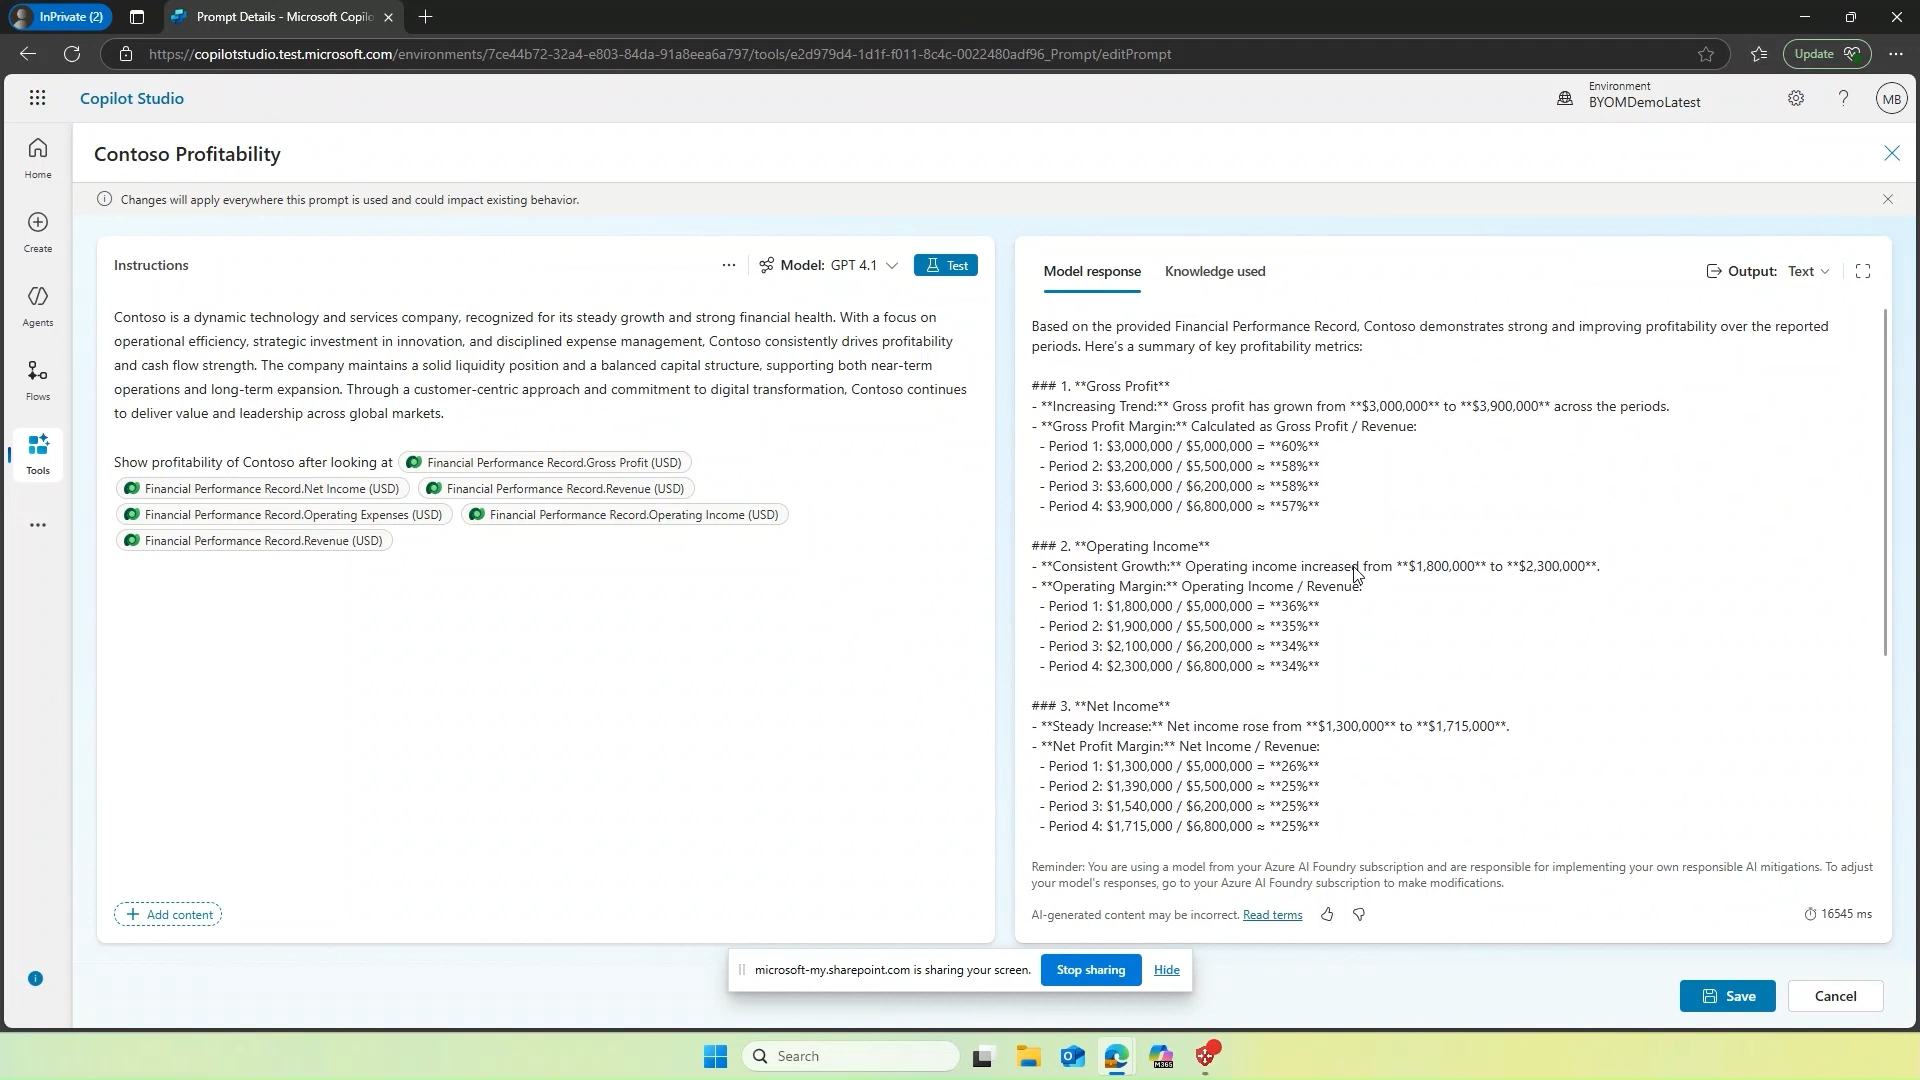 InPrivate (2)
Prompt Details - Microsoft Copilo
https://copilotstudio.test.microsoft.com/environments/7ce44b72-32a4-e803-84da-91a8eea6a797/tools/e2d979d4-1d1f-f011-8c4c-0022480adf96_Prompt/editPrompt
Update
Copilot Studio
Environment
BYOMDemoLatest
?
MB
Home
Create
Agents
Flows
Tools
Contoso Profitability
Changes will apply everywhere this prompt is used and could impact existing behavior.
Instructions
Model: GPT 4.1
Test
Contoso is a dynamic technology and services company, recognized for its steady growth and strong financial health. With a focus on
operational efficiency, strategic investment in innovation, and disciplined expense management, Contoso consistently drives profitability
and cash flow strength. The company maintains a solid liquidity position and a balanced capital structure, supporting both near-term
operations and long-term expansion. Through a customer-centric approach and commitment to digital transformation, Contoso continues
to deliver value and leadership across global markets.
Show profitability of Contoso after looking at Financial Performance Record.Gross Profit (USD)
Financial Performance Record.Net Income (USD) Financial Performance Record.Revenue (USD)
Financial Performance Record.Operating Expenses (USD) Financial Performance Record.Operating Income (USD)
Financial Performance Record.Revenue (USD)
Add content
Model response
Knowledge used
Output: Text
Based on the provided Financial Performance Record, Contoso demonstrates strong and improving profitability over the reported
periods. Here's a summary of key profitability metrics:
### 1. **Gross Profit**
- **Increasing Trend:** Gross profit has grown from **$3,000,000** to **$3,900,000** across the periods.
- **Gross Profit Margin:** Calculated as Gross Profit / Revenue:
- Period 1: $3,000,000 / $5,000,000 = **60%**
- Period 2: $3,200,000 / $5,500,000 ≈ **58%**
- Period 3: $3,600,000 / $6,200,000 ≈ **58%**
- Period 4: $3,900,000 / $6,800,000 ≈ **57%**
### 2. **Operating Income**
- **Consistent Growth:** Operating income increased from **$1,800,000** to **$2,300,000**.
- **Operating Margin:** Operating Income / Revenue:
- Period 1: $1,800,000 / $5,000,000 = **36%**
- Period 2: $1,900,000 / $5,500,000 ≈ **35%**
- Period 3: $2,100,000 / $6,200,000 ≈ **34%**
- Period 4: $2,300,000 / $6,800,000 ≈ **34%**
### 3. **Net Income**
- **Steady Increase:** Net income rose from **$1,300,000** to **$1,715,000**.
- **Net Profit Margin:** Net Income / Revenue:
- Period 1: $1,300,000 / $5,000,000 = **26%**
- Period 2: $1,390,000 / $5,500,000 ≈ **25%**
- Period 3: $1,540,000 / $6,200,000 ≈ **25%**
- Period 4: $1,715,000 / $6,800,000 ≈ **25%**
Reminder: You are using a model from your Azure AI Foundry subscription and are responsible for implementing your own responsible AI mitigations. To adjust
your model's responses, go to your Azure AI Foundry subscription to make modifications.
AI-generated content may be incorrect. Read terms
16545 ms
microsoft-my.sharepoint.com is sharing your screen.
Stop sharing
Hide
Save
Cancel
Search
M365